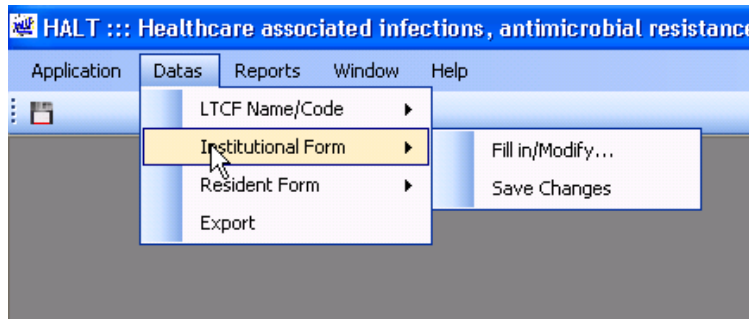 HALT ::: Healthcare associated infections, antimicrobial resistance
Application Datas Reports Window Help
LTCF Name/Code
Institutional Form
Fill in/Modify...
Resident Form
Save Changes
Export